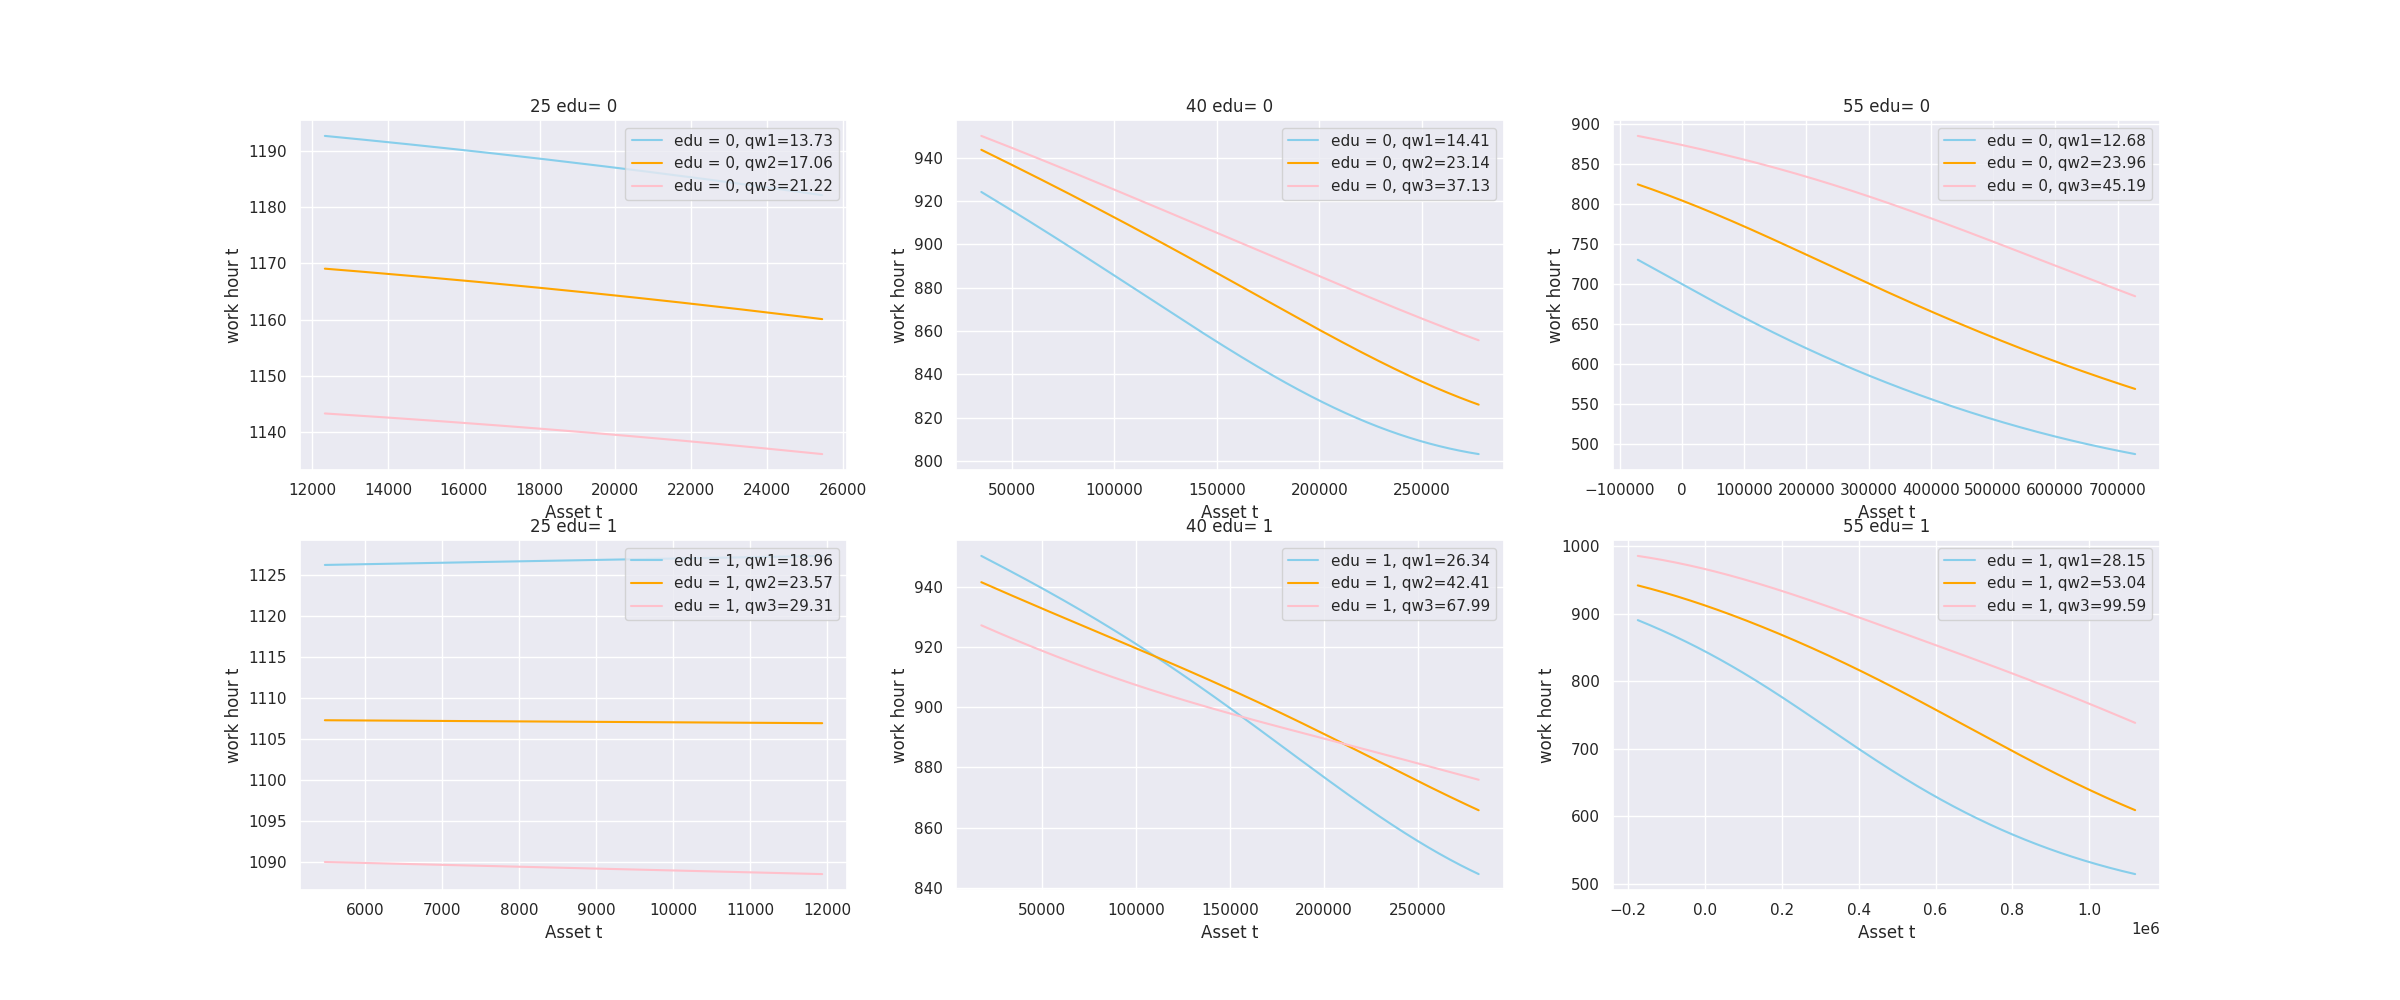 25 edu= 0
work hour t
1190
1180
1170
1160
1150
1140
edu = 0, qw1=13.73
edu = 0, qw2=17.06
edu = 0, qw3=21.22
12000 14000 16000 18000 20000 22000 24000 26000
Asset t
40 edu= 0
work hour t
940
920
900
880
860
840
820
800
edu = 0, qw1=14.41
edu = 0, qw2=23.14
edu = 0, qw3=37.13
50000 100000 150000 200000 250000
Asset t
55 edu= 0
work hour t
900
850
800
750
700
650
600
550
500
edu = 0, qw1=12.68
edu = 0, qw2=23.96
edu = 0, qw3=45.19
−100000 0 100000 200000 300000 400000 500000 600000 700000
Asset t
25 edu= 1
work hour t
1125
1120
1115
1110
1105
1100
1095
1090
edu = 1, qw1=18.96
edu = 1, qw2=23.57
edu = 1, qw3=29.31
6000 7000 8000 9000 10000 11000 12000
Asset t
40 edu= 1
work hour t
940
920
900
880
860
840
edu = 1, qw1=26.34
edu = 1, qw2=42.41
edu = 1, qw3=67.99
50000 100000 150000 200000 250000
Asset t
55 edu= 1
work hour t
1000
900
800
700
600
500
edu = 1, qw1=28.15
edu = 1, qw2=53.04
edu = 1, qw3=99.59
−0.2 0.0 0.2 0.4 0.6 0.8 1.0
1e6
Asset t